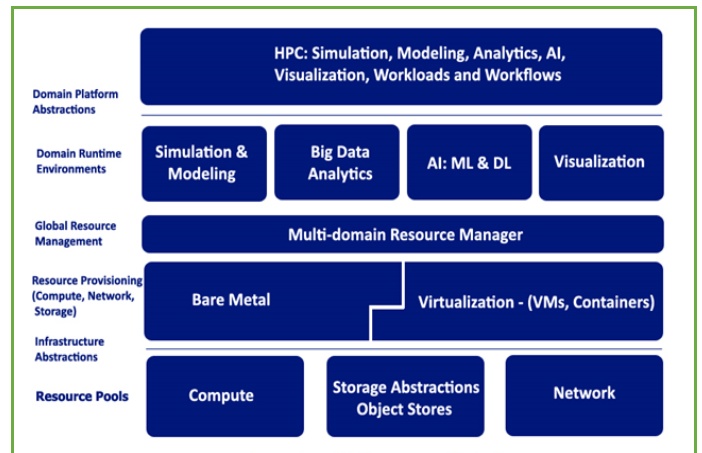 HPC: Simulation, Modeling, Analytics, AI,
Visualization, Workloads and Workflows
Domain Platform
Abstractions
Domain Runtime
Environments
Simulation &
Modeling
Big Data
Analytics
AI: ML & DL
Visualization
Global Resource
Management
Multi-domain Resource Manager
Resource Provisioning
(Compute, Network,
Storage)
Bare Metal
Virtualization - (VMs, Containers)
Infrastructure
Abstractions
Resource Pools
Compute
Storage Abstractions
Object Stores
Network